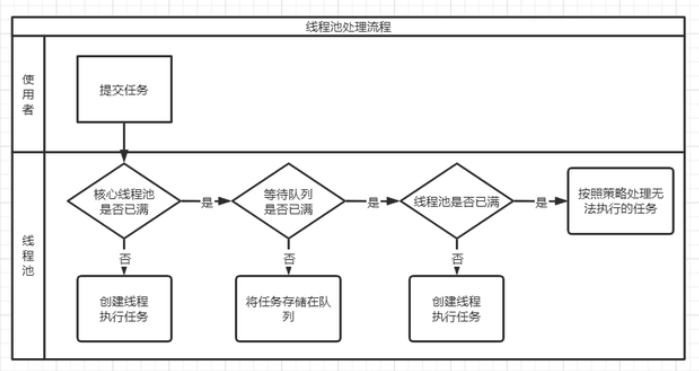 线程池处理流程
使
用
者
提交任务
线
程
池
核心线程池
是否已满
是
等待队列
是否已满
是
线程池是否已满
是
按照策略处理无
法执行的任务
否
否
否
创建线程
执行任务
将任务存储在队
列
创建线程
执行任务